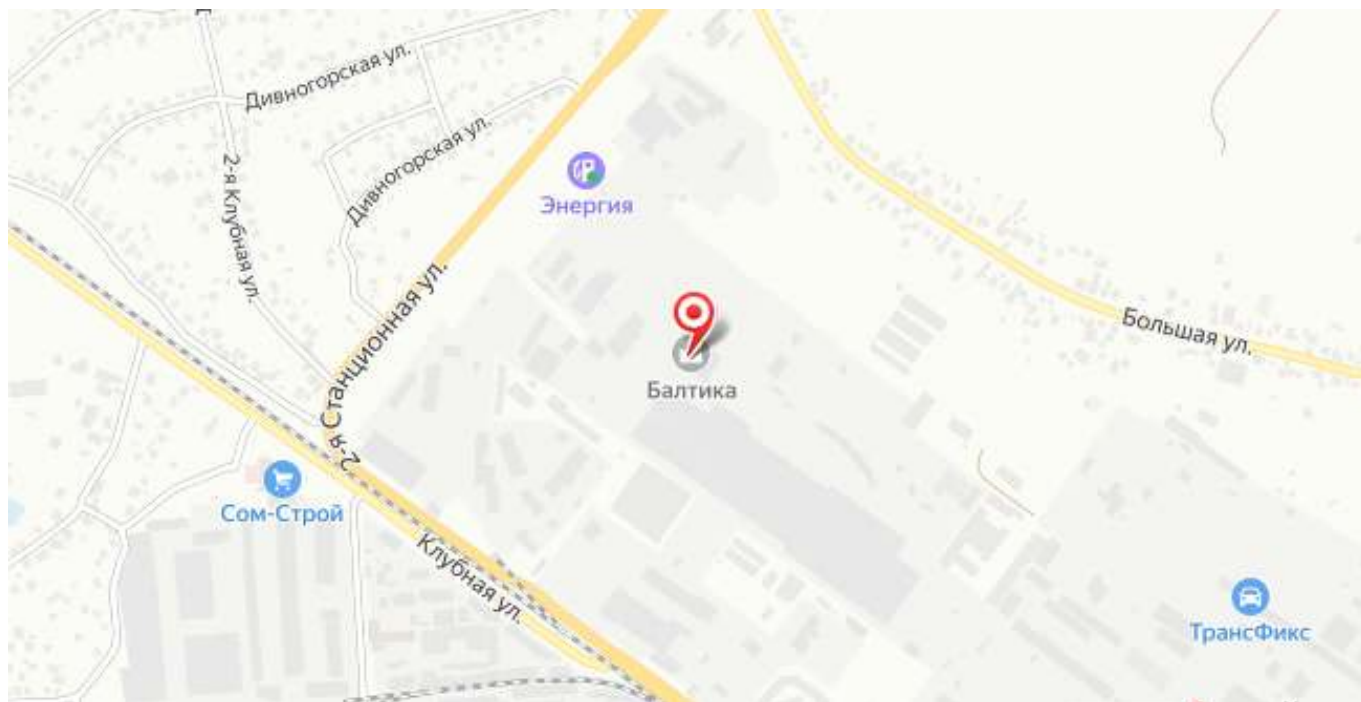 Дивногорская ул.
2-я Клубная ул.
Дивногорская ул.
Энергия
2-я Станционная ул.
Большая ул.
Балтика
Сом-Строй
Клубная ул.
ТрансФикс